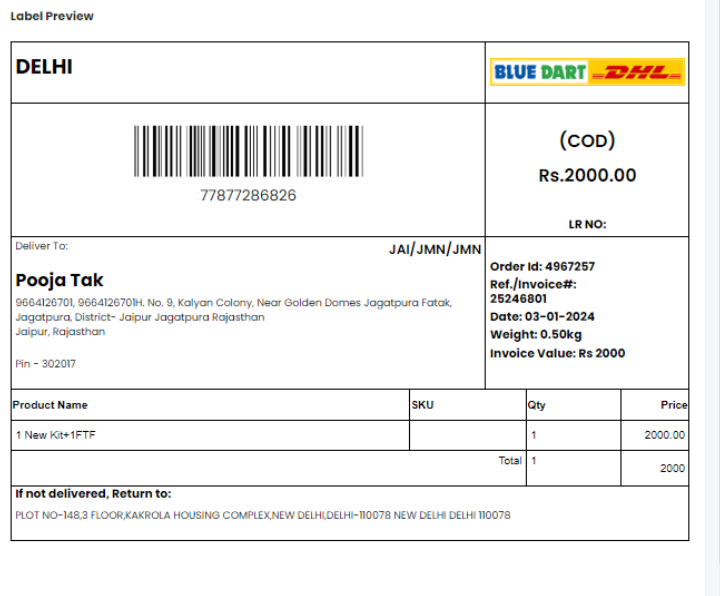 Label Preview
DELHI
BLUE DART DHL
77877286826
(COD)
Rs.2000.00
LR NO:
Deliver To:
JAI/JMN/JMN
Pooja Tak
9664126701, 9664126701H. No. 9, Kalyan Colony, Near Golden Domes Jagatpura Fatak,
Jagatpura, District- Jaipur Jagatpura Rajasthan
Jaipur, Rajasthan
Pin - 302017
Order Id: 4967257
Ref./Invoice#:
25246801
Date: 03-01-2024
Weight: 0.50kg
Invoice Value: Rs 2000
Product Name SKU Qty Price
1 New Kit+1FTF 1 2000.00
Total 1 2000
If not delivered, Return to:
PLOT NO-148,3 FLOOR,KAKROLA HOUSING COMPLEX,NEW DELHI,DELHI-110078 NEW DELHI DELHI 110078